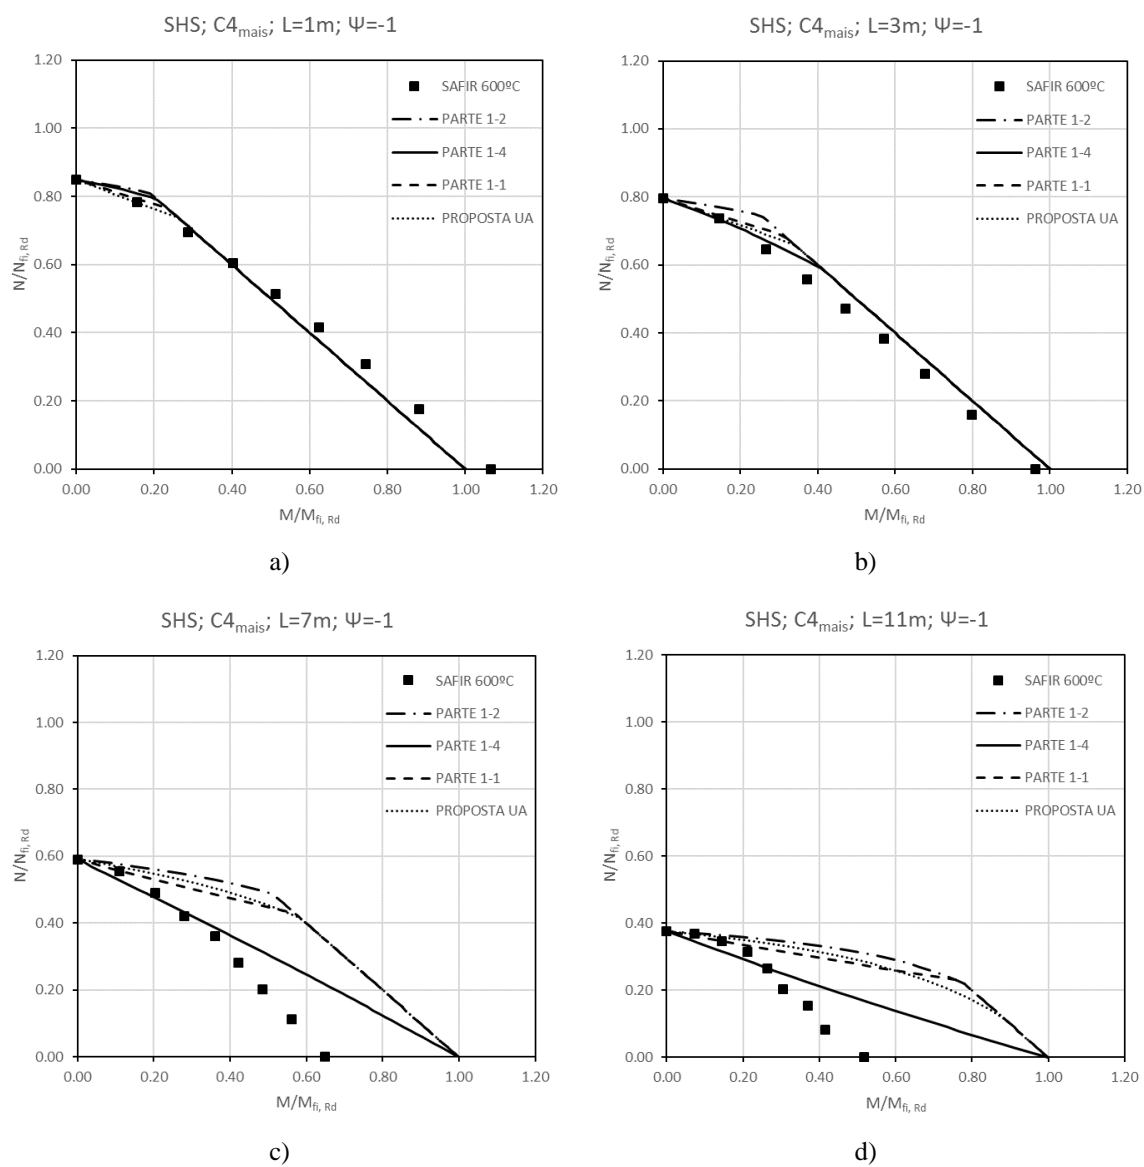 SHS; C4mais; L=1m; Ψ=-1
1.20
1.00
0.80
0.60
0.40
0.20
0.00
N/Nfi,Rd
SAFIR 600ºC
PARTE 1-2
PARTE 1-4
PARTE 1-1
PROPOSTA UA
0.00 0.20 0.40 0.60 0.80 1.00 1.20
M/Mfi, Rd
a)
SHS; C4mais; L=3m; Ψ=-1
1.20
1.00
0.80
0.60
0.40
0.20
0.00
N/Nfi,Rd
SAFIR 600ºC
PARTE 1-2
PARTE 1-4
PARTE 1-1
PROPOSTA UA
0.00 0.20 0.40 0.60 0.80 1.00 1.20
M/Mfi, Rd
b)
SHS; C4mais; L=7m; Ψ=-1
1.20
1.00
0.80
0.60
0.40
0.20
0.00
N/Nfi,Rd
SAFIR 600ºC
PARTE 1-2
PARTE 1-4
PARTE 1-1
PROPOSTA UA
0.00 0.20 0.40 0.60 0.80 1.00 1.20
M/Mfi, Rd
c)
SHS; C4mais; L=11m; Ψ=-1
1.20
1.00
0.80
0.60
0.40
0.20
0.00
N/Nfi,Rd
SAFIR 600ºC
PARTE 1-2
PARTE 1-4
PARTE 1-1
PROPOSTA UA
0.00 0.20 0.40 0.60 0.80 1.00 1.20
M/Mfi, Rd
d)